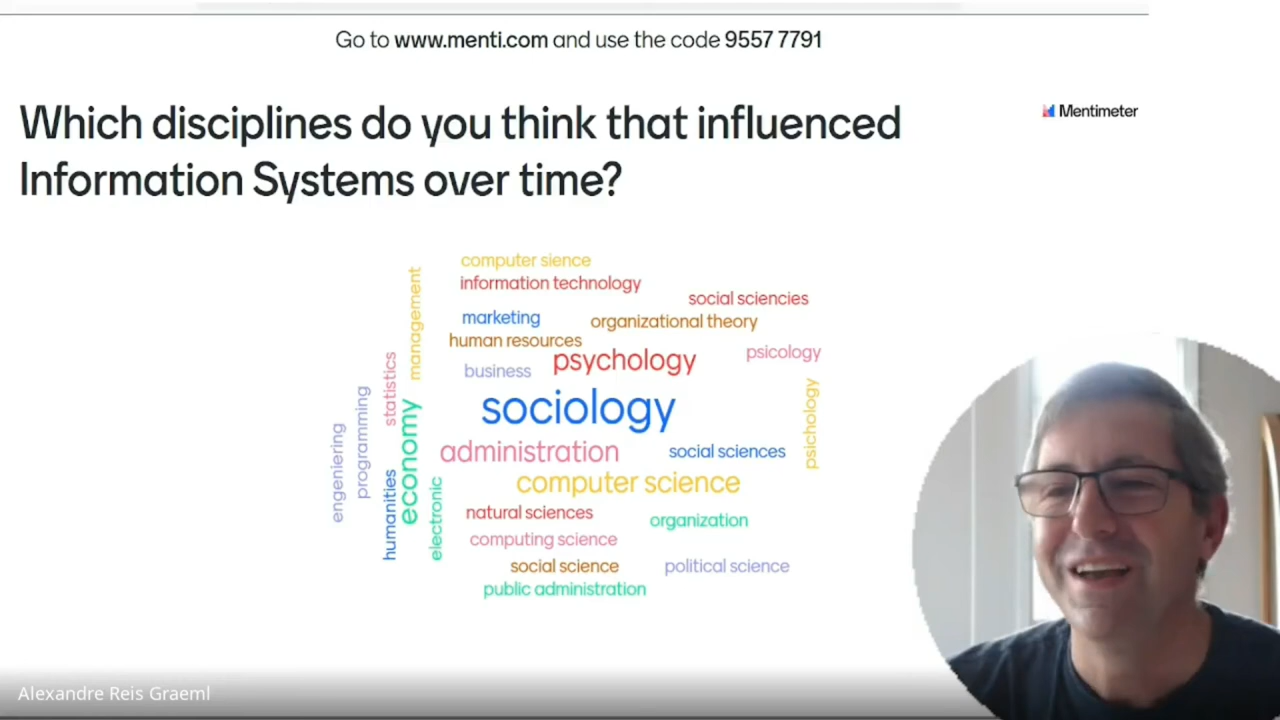 Go to www.menti.com and use the code 9557 7791
Which disciplines do you think that influenced
Information Systems over time?
Mentimeter
computer sience
information technology
social sciencies
marketing
organizational theory
human resources
psychology
psicology
business
sociology
administration
social sciences
computer science
natural sciences
organization
computing science
social science
political science
public administration
management
statistics
economy
programming
engeniering
humanities
electronic
psichology
Alexandre Reis Graeml